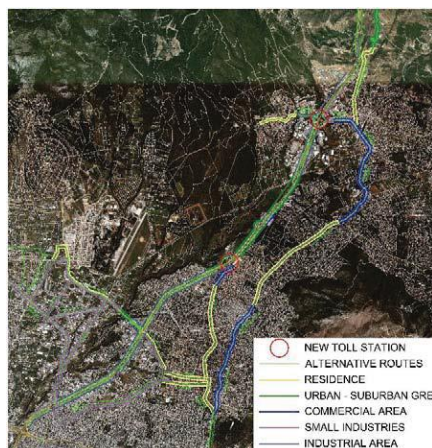 NEW TOLL STATION
ALTERNATIVE ROUTES
RESIDENCE
URBAN - SUBURBAN GRE
COMMERCIAL AREA
SMALL INDUSTRIES
INDUSTRIAL AREA